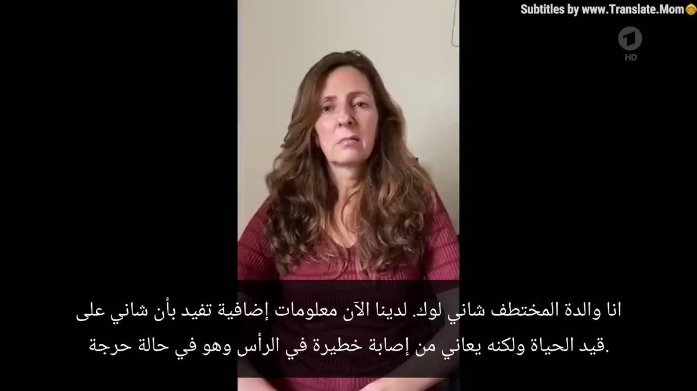 Subtitles by www.Translate.Mom
1
HD
انا والدة المختطف شاني لوك. لدينا الآن معلومات إضافية تفيد بأن شاني على
قيد الحياة ولكنه يعاني من إصابة خطيرة في الرأس وهو في حالة حرجة.